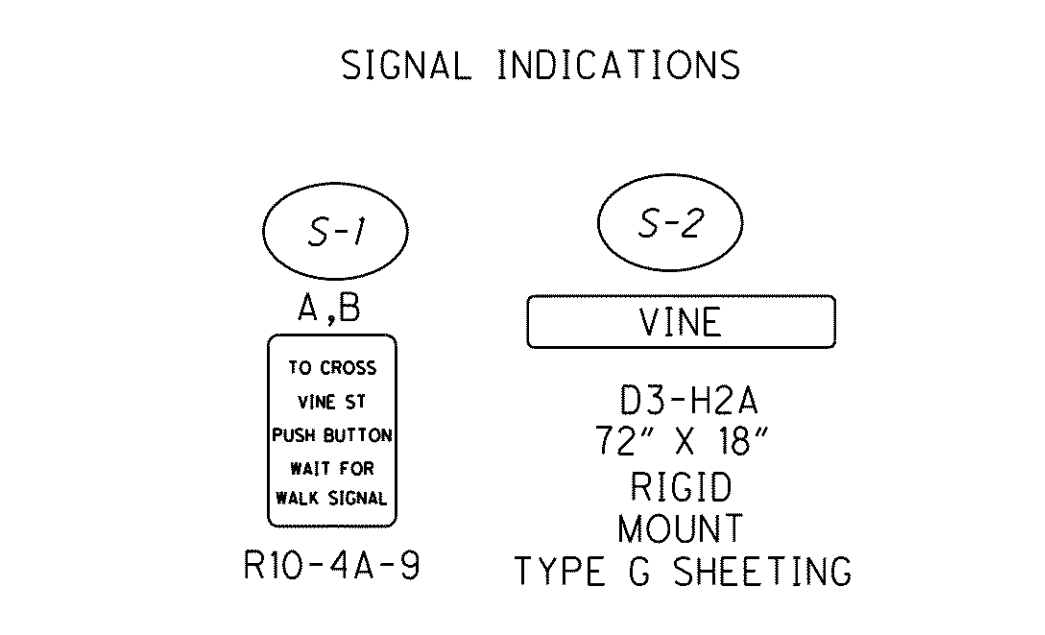 SIGNAL INDICATIONS
S-1
A,B
TO CROSS
VINE ST
PUSH BUTTON
WAIT FOR
WALK SIGNAL
R10-4A-9
S-2
VINE
D3-H2A
72" X 18"
RIGID
MOUNT
TYPE G SHEETING